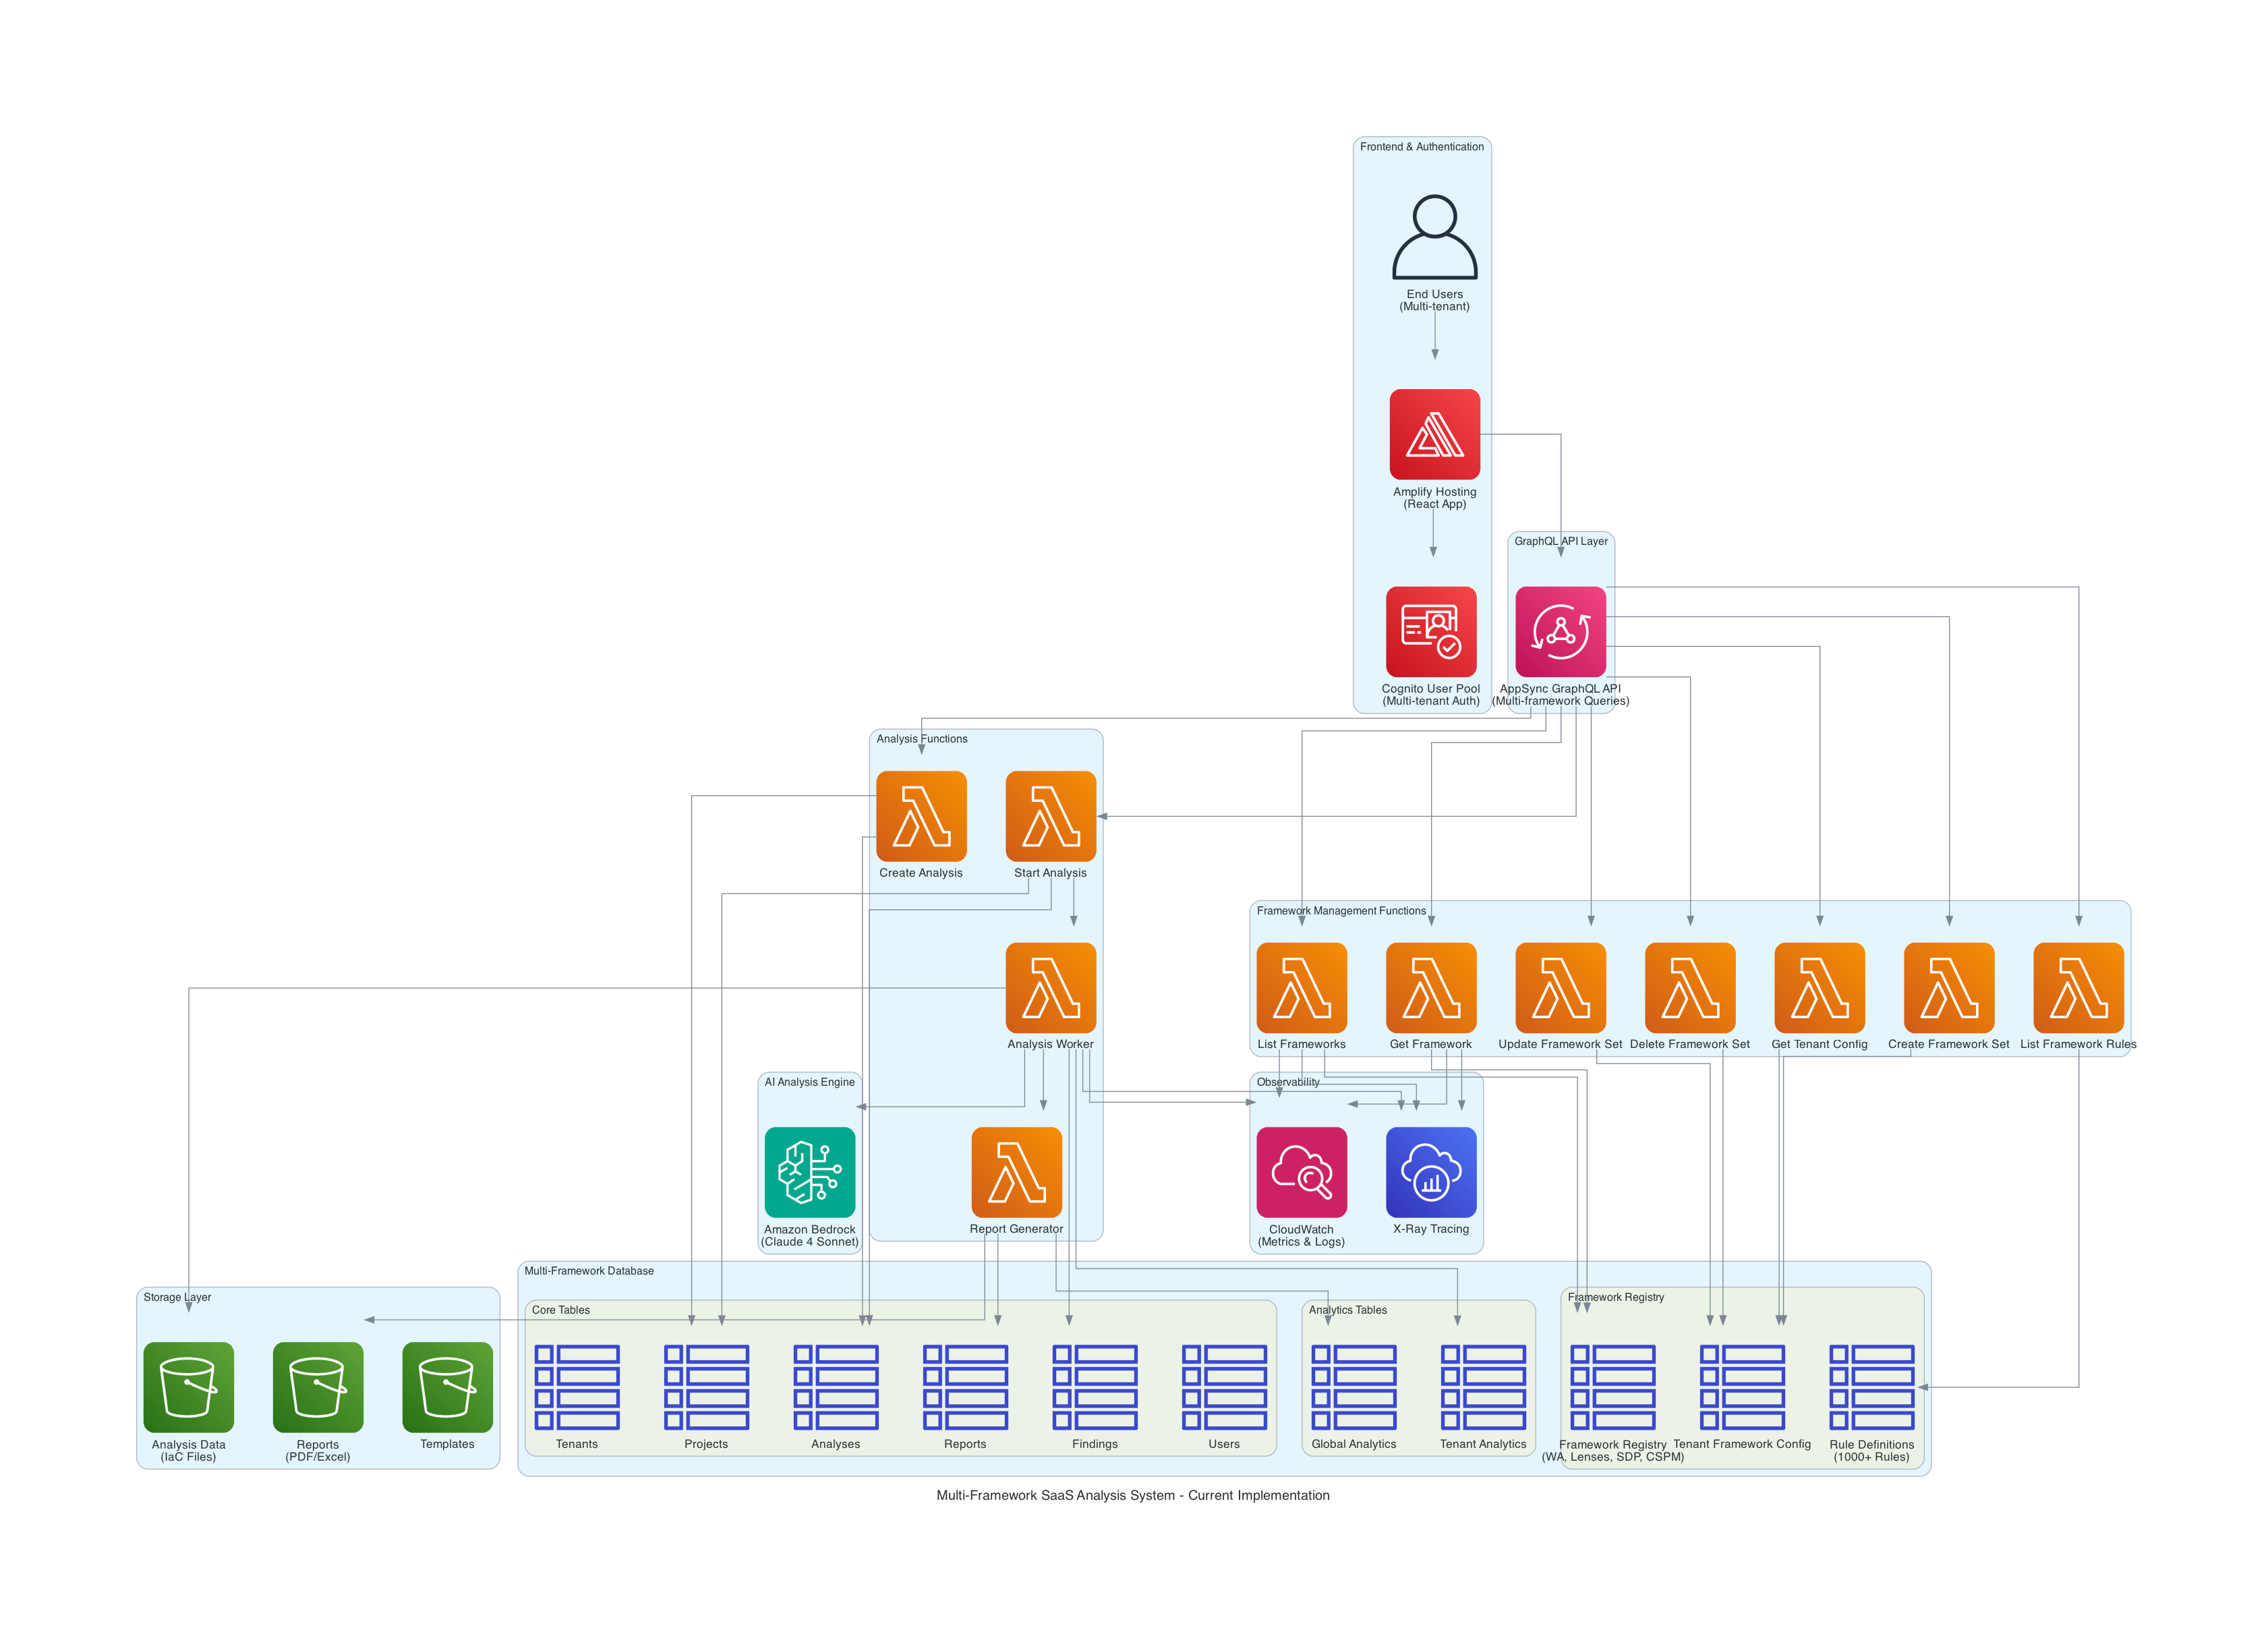 Frontend & Authentication
End Users
(Multi-tenant)
Amplify Hosting
(React App)
GraphQL API Layer
Cognito User Pool
(Multi-tenant Auth)
AppSync GraphQL API
(Multi-framework Queries)
Analysis Functions
Create Analysis
Start Analysis
Framework Management Functions
Analysis Worker
List Frameworks
Get Framework
Update Framework Set
Delete Framework Set
Get Tenant Config
Create Framework Set
List Framework Rules
AI Analysis Engine
Observability
Amazon Bedrock
(Claude 4 Sonnet)
Report Generator
CloudWatch
(Metrics & Logs)
X-Ray Tracing
Multi-Framework Database
Storage Layer
Core Tables
Analytics Tables
Framework Registry
Analysis Data
(IaC Files)
Reports
(PDF/Excel)
Templates
Tenants
Projects
Analyses
Reports
Findings
Users
Global Analytics
Tenant Analytics
Framework Registry
(WA, Lenses, SDP, CSPM)
Tenant Framework Config
Rule Definitions
(1000+ Rules)
Multi-Framework SaaS Analysis System - Current Implementation